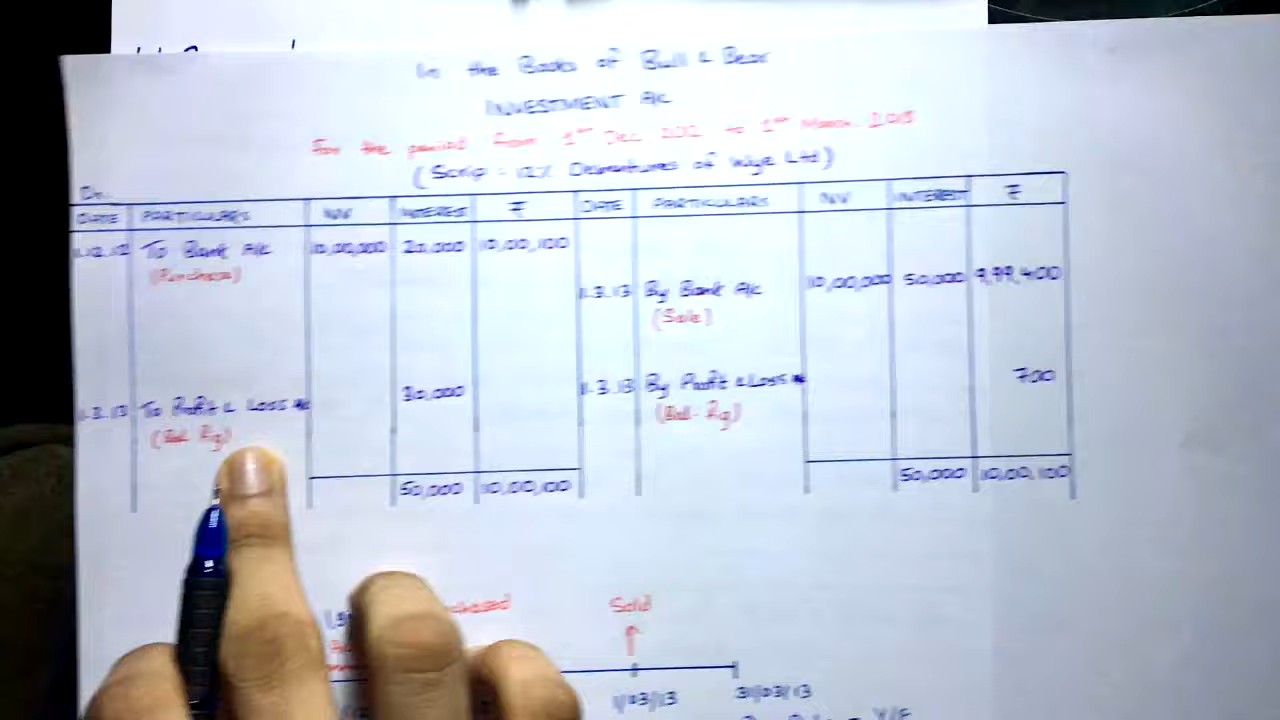 In the Books of Bull & Bear
INVESTMENT A/c
For the period from 1st Dec 2012 to 1st March 2013
(Scrip - 12% Debentures of Wye Ltd)
Dr.
DATE PARTICULARS NV INTEREST ₹ DATE PARTICULARS NV INTEREST ₹
1.12.12 To Bank A/c 10,00,000 20,000 10,00,100
(Purchase)
1.3.13 By Bank A/c 10,00,000 50,000 9,99,400
(Sale)
1.3.13 To Profit & Loss A/c 30,000 1.3.13 By Profit & Loss A/c 700
(Bal. Fig) (Bal. Fig)
50,000 10,00,100 50,000 10,00,100
Sold
1/03/13 31/03/13